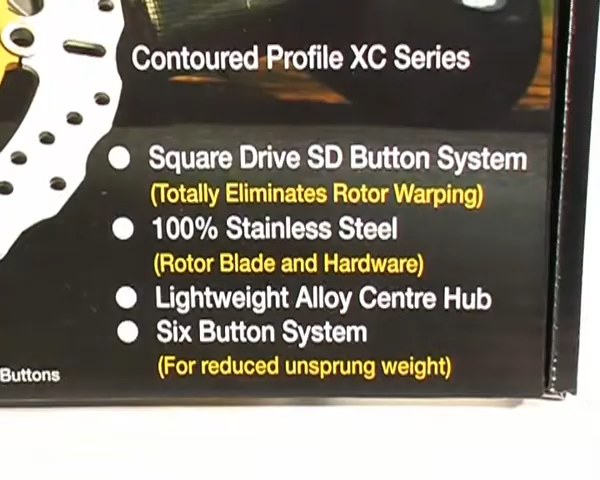 Contoured Profile XC Series
Square Drive SD Button System
(Totally Eliminates Rotor Warping)
100% Stainless Steel
(Rotor Blade and Hardware)
Lightweight Alloy Centre Hub
Six Button System
(For reduced unsprung weight)
Buttons